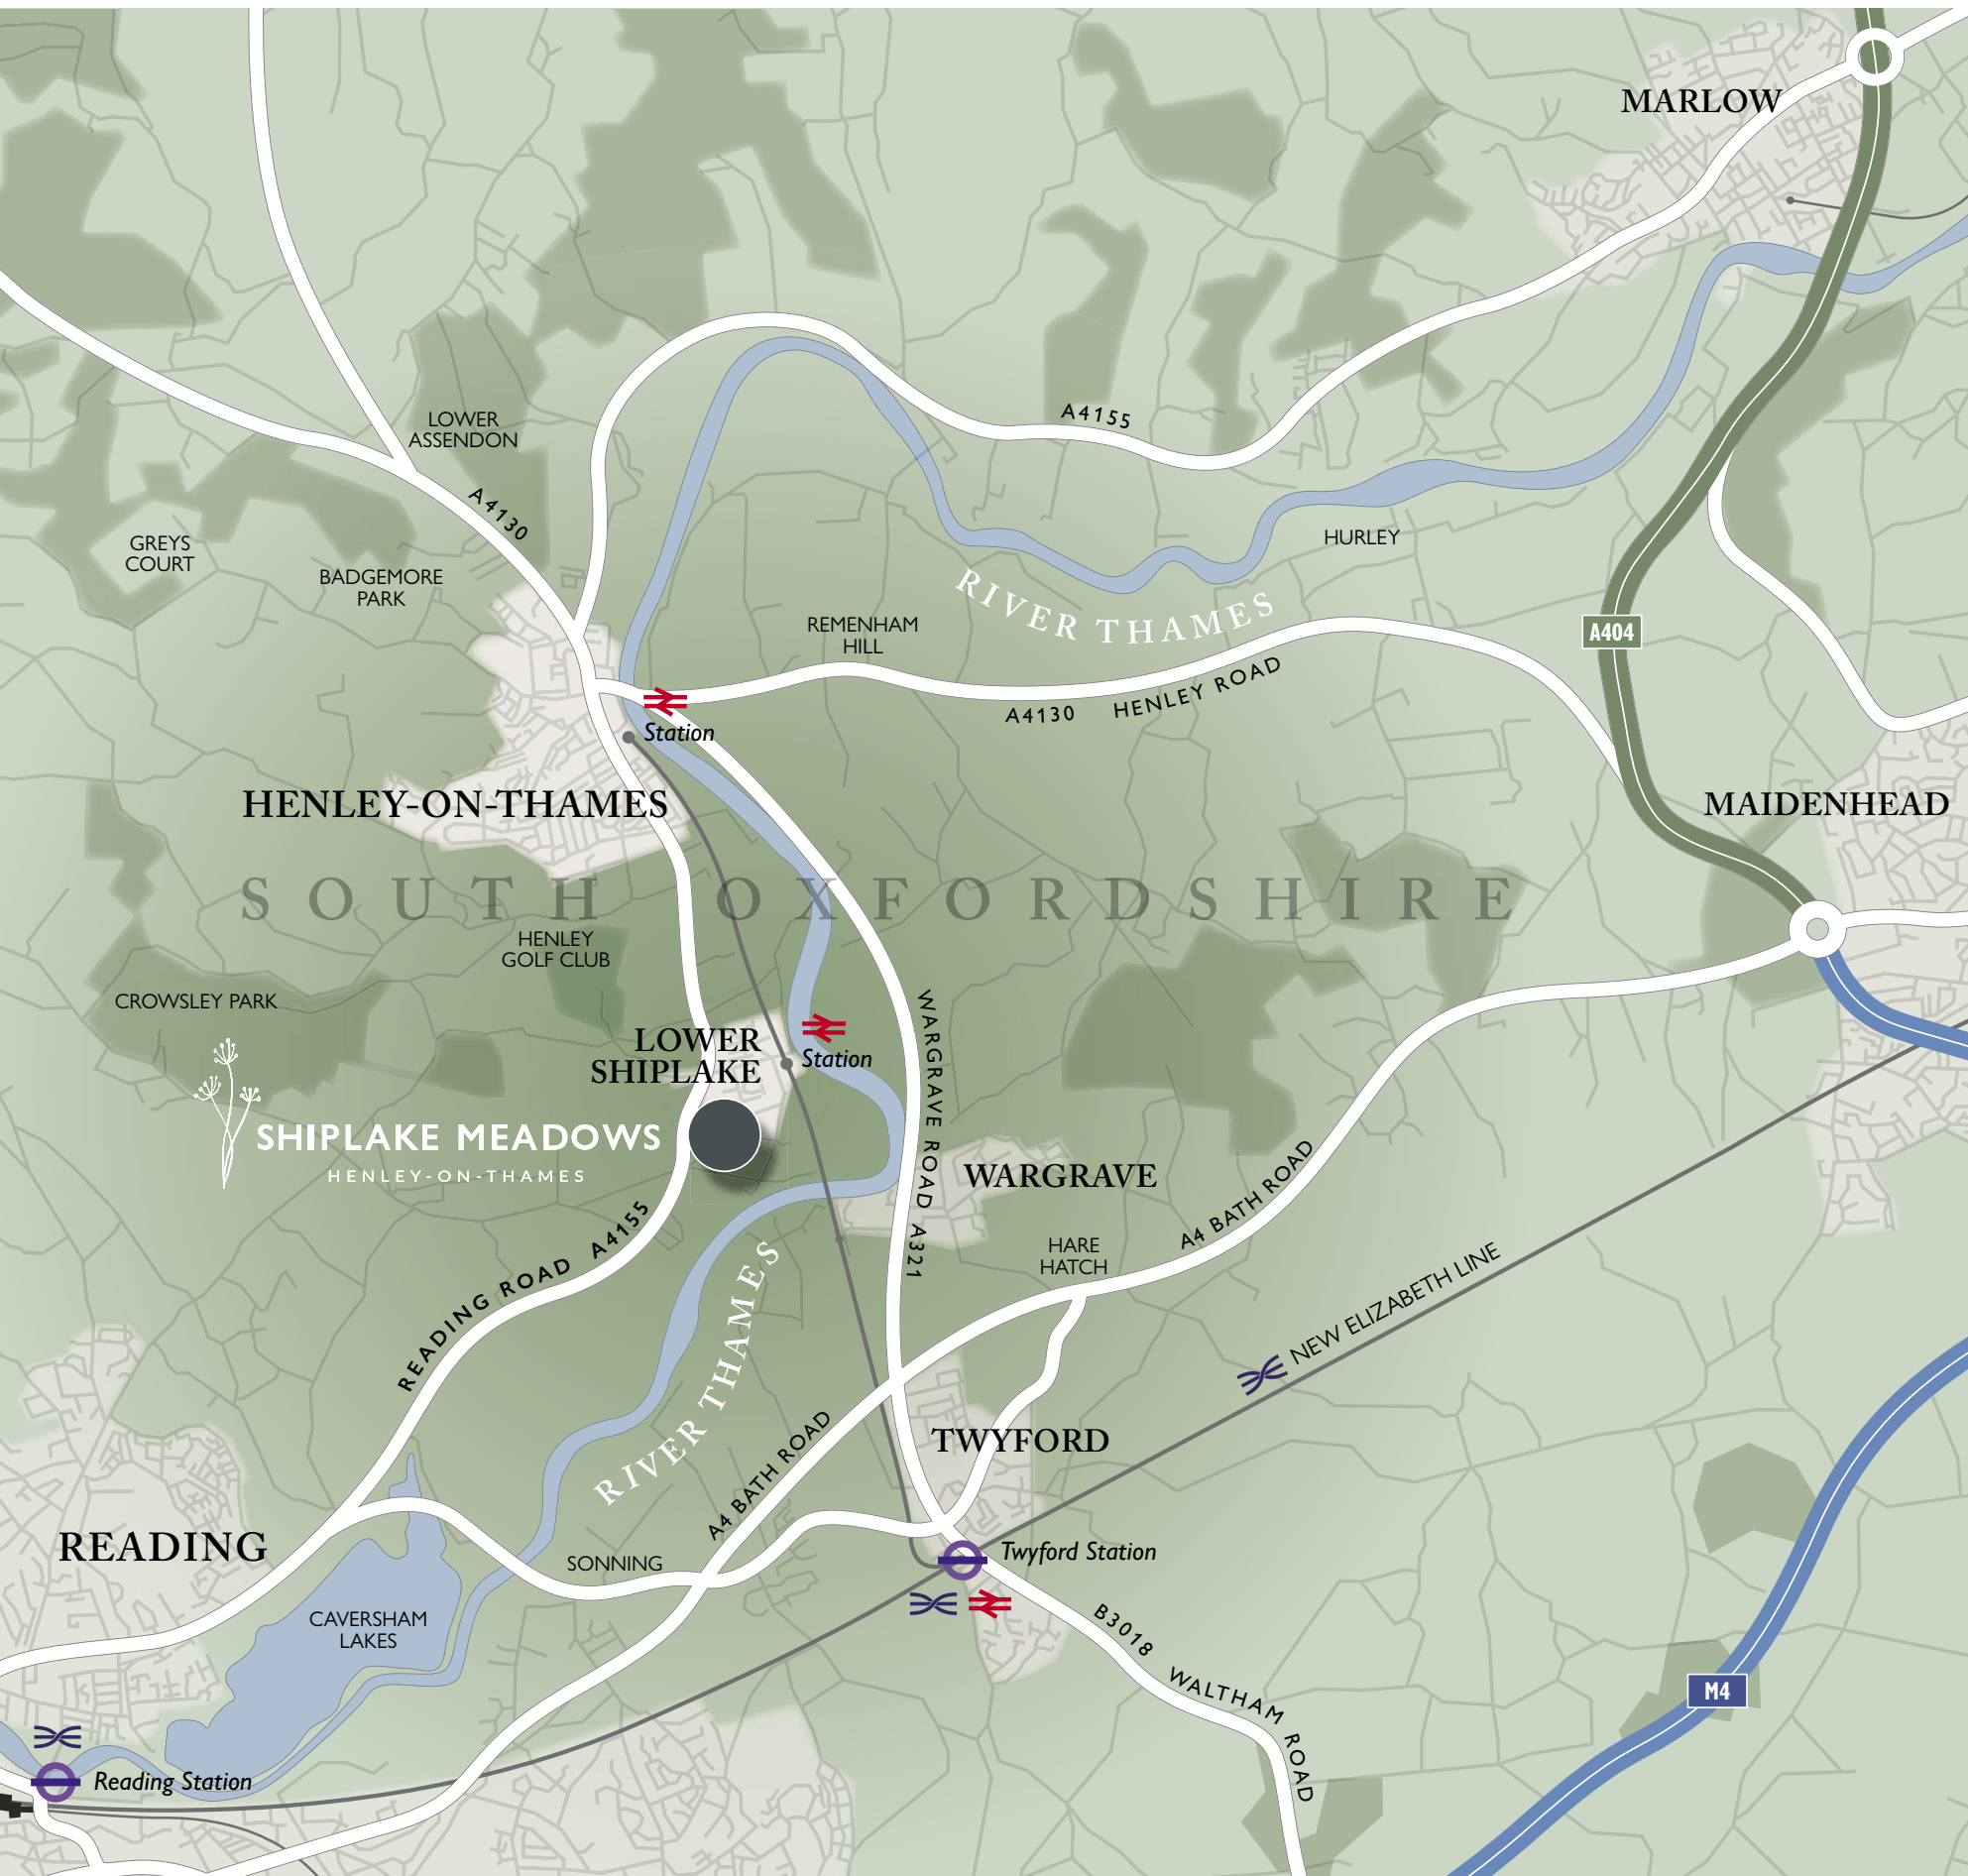 MARLOW
LOWER
ASSENDON
A4155
A4130
GREYS
COURT
BADGEMORE
PARK
HURLEY
RIVER THAMES
REMENHAM
HILL
A404
A4130 HENLEY ROAD
Station
HENLEY-ON-THAMES
MAIDENHEAD
SOUTH OXFORDSHIRE
HENLEY
GOLF CLUB
CROWSLEY PARK
LOWER
SHIPLAKE
Station
WARGRAVE ROAD A321
SHIPLAKE MEADOWS
HENLEY-ON-THAMES
WARGRAVE
A4 BATH ROAD
READING ROAD A4155
HARE
HATCH
NEW ELIZABETH LINE
RIVER THAMES
A4 BATH ROAD
TWYFORD
READING
SONNING
Twyford Station
CAVERSHAM
LAKES
B3018 WALTHAM ROAD
M4
Reading Station